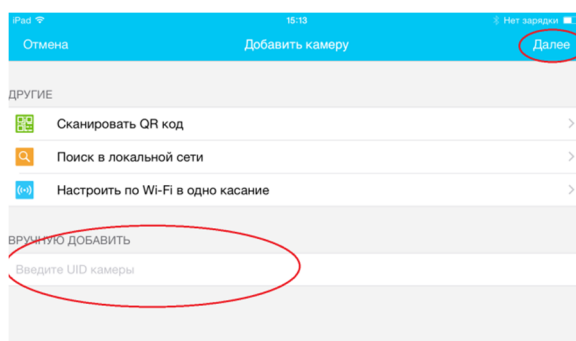 iPad 15:13 Нет зарядки
Отмена Добавить камеру Далее
ДРУГИЕ
Сканировать QR код
Поиск в локальной сети
Настроить по Wi-Fi в одно касание
ВРУЧНУЮ ДОБАВИТЬ
Введите UID камеры